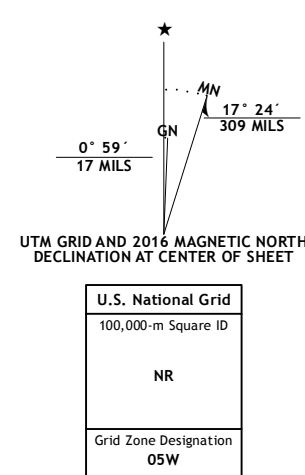 ★
MN
GN
17° 24´
309 MILS
0° 59´
17 MILS
UTM GRID AND 2016 MAGNETIC NORTH
DECLINATION AT CENTER OF SHEET
U.S. National Grid
100,000-m Square ID
NR
Grid Zone Designation
05W